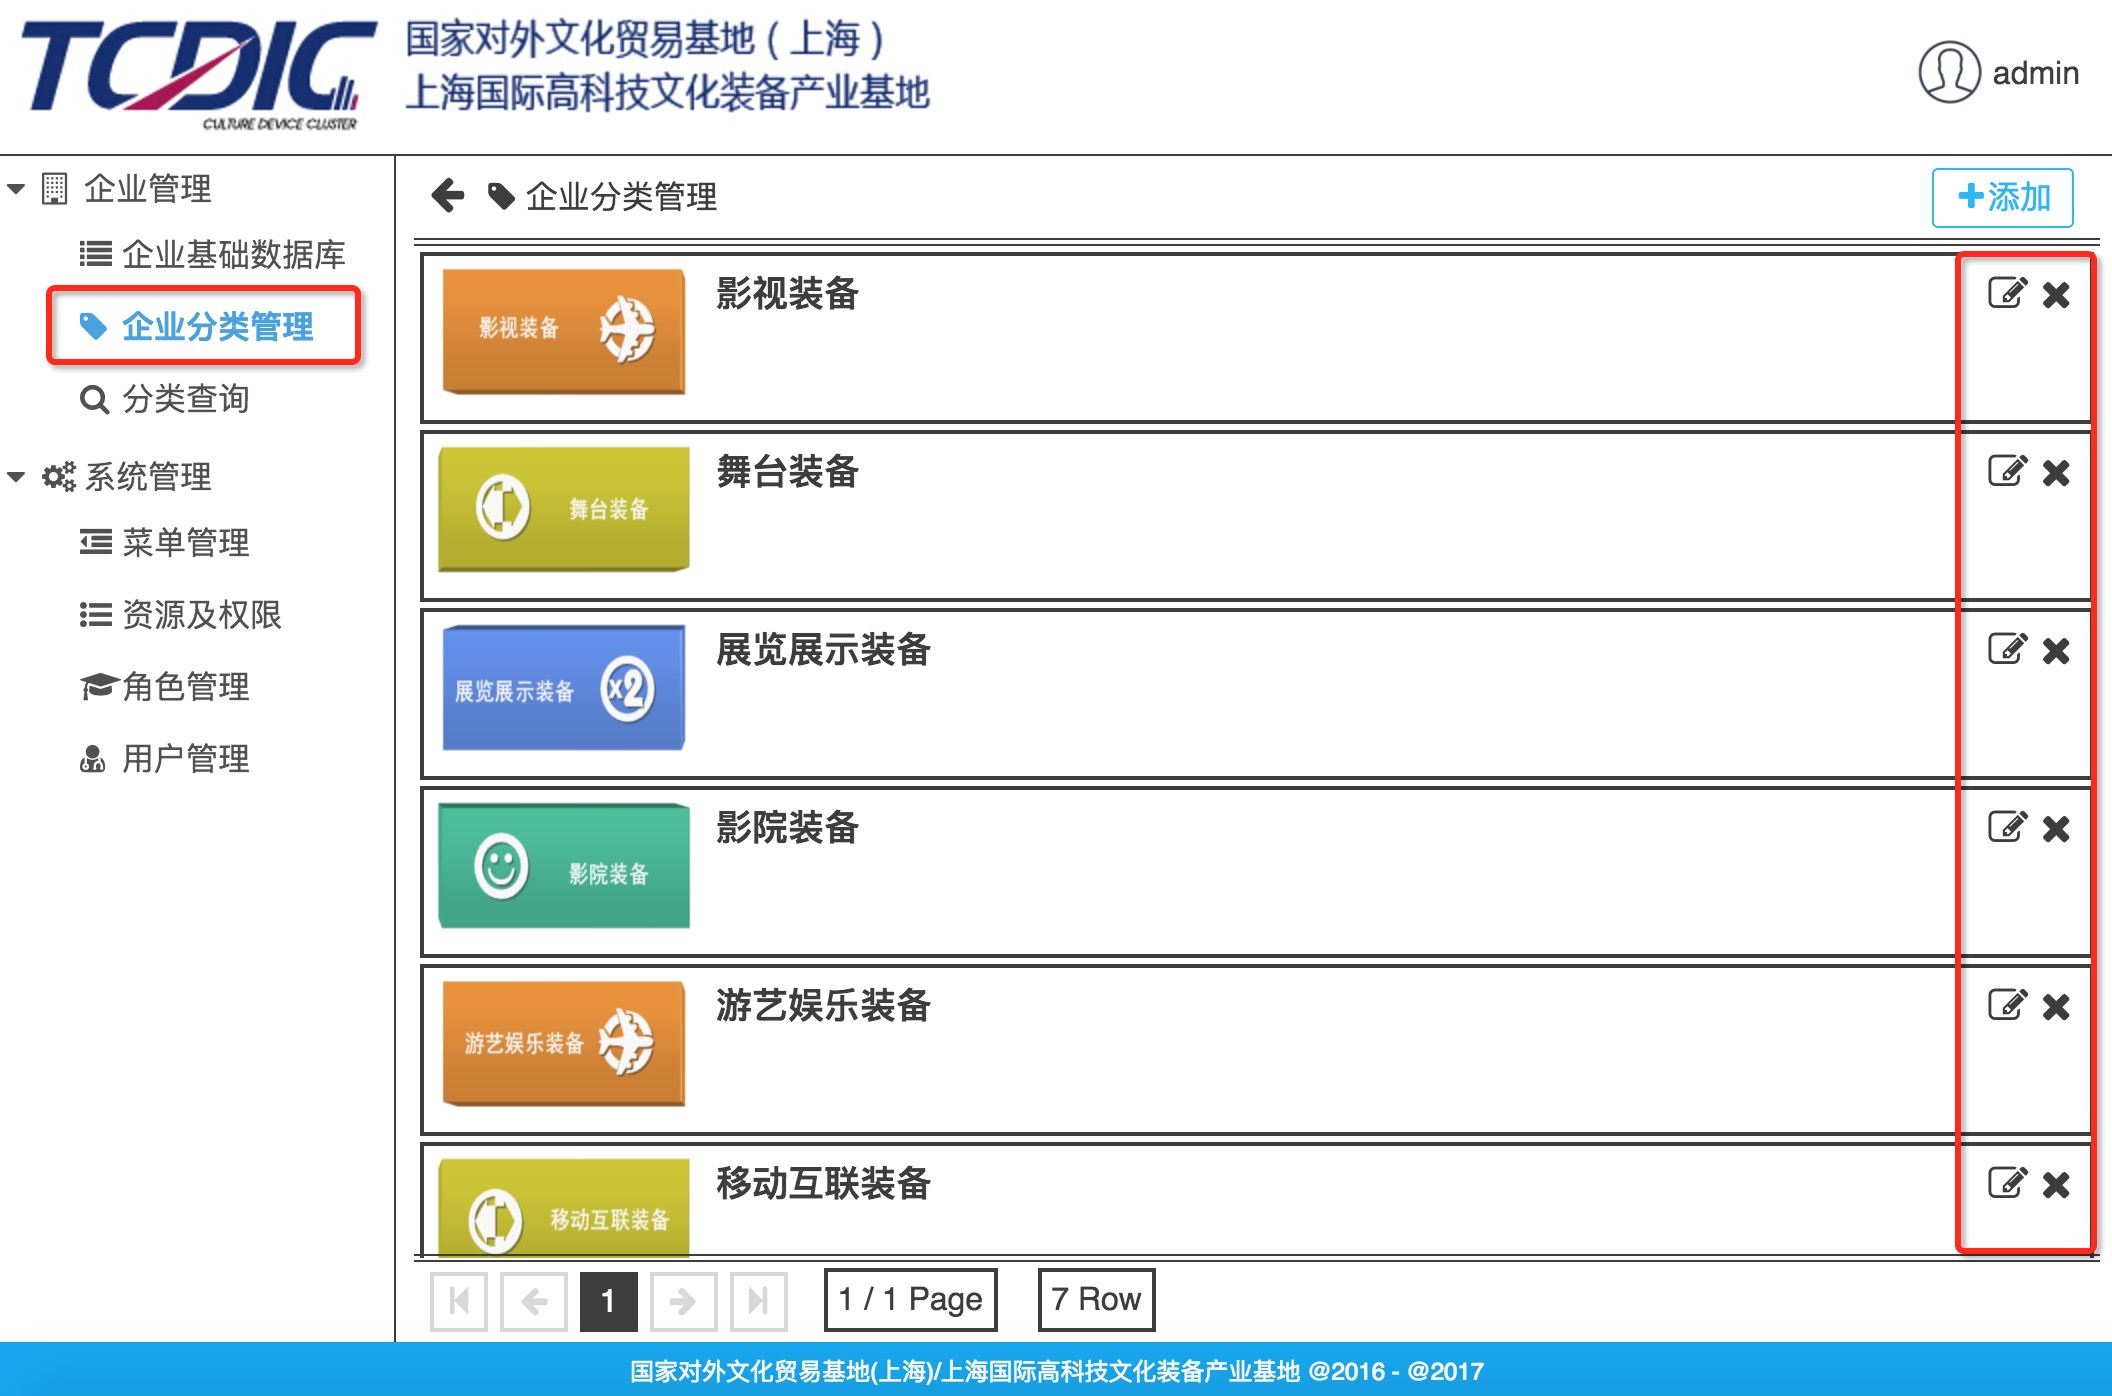 TCDIC
CULTURE DEVICE CLUSTER
国家对外文化贸易基地（上海）
上海国际高科技文化装备产业基地
admin
企业管理
企业基础数据库
企业分类管理
分类查询
系统管理
菜单管理
资源及权限
角色管理
用户管理
企业分类管理
添加
影视装备
影视装备
舞台装备
舞台装备
展览展示装备
x2
展览展示装备
影院装备
影院装备
游艺娱乐装备
游艺娱乐装备
移动互联装备
移动互联装备
1
1 / 1 Page
7 Row
国家对外文化贸易基地(上海)/上海国际高科技文化装备产业基地 @2016 - @2017